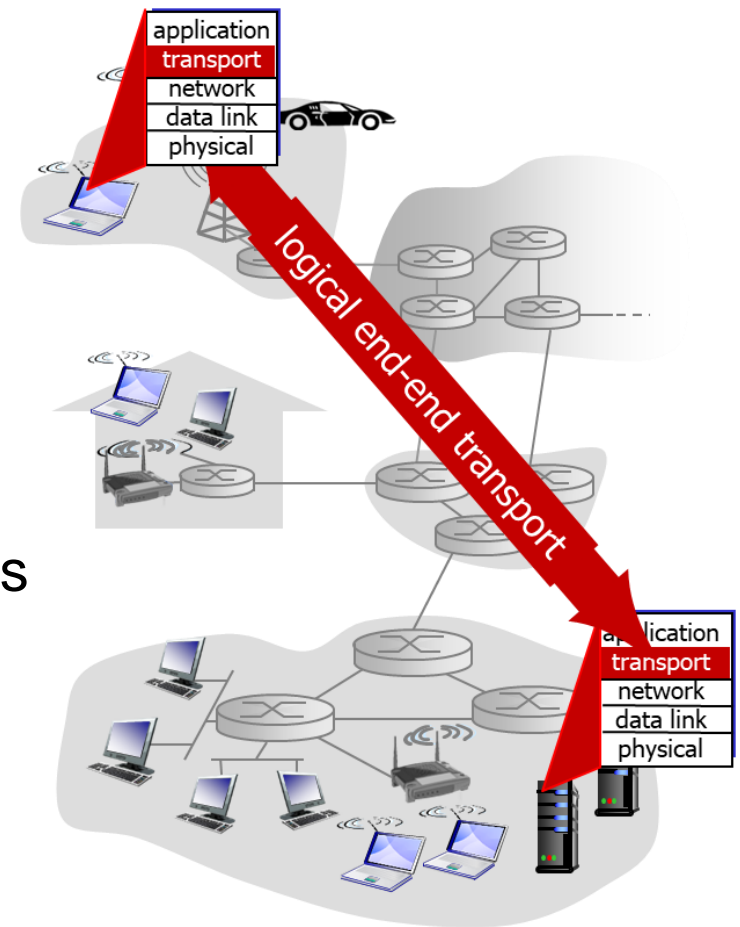 application
transport
network
data link
physical
logical end-end transport
s
application
transport
network
data link
physical